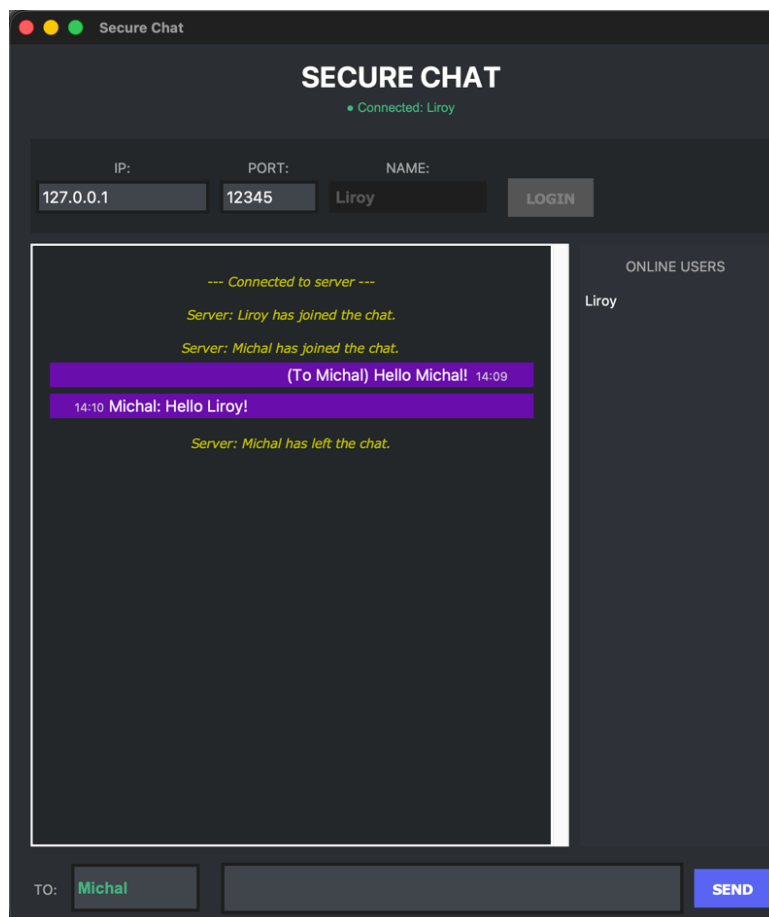 Secure Chat
SECURE CHAT
● Connected: Liroy
IP: PORT: NAME:
127.0.0.1 12345 Liroy LOGIN
ONLINE USERS
Liroy
--- Connected to server ---
Server: Liroy has joined the chat.
Server: Michal has joined the chat.
(To Michal) Hello Michal! 14:09
14:10 Michal: Hello Liroy!
Server: Michal has left the chat.
TO: Michal SEND